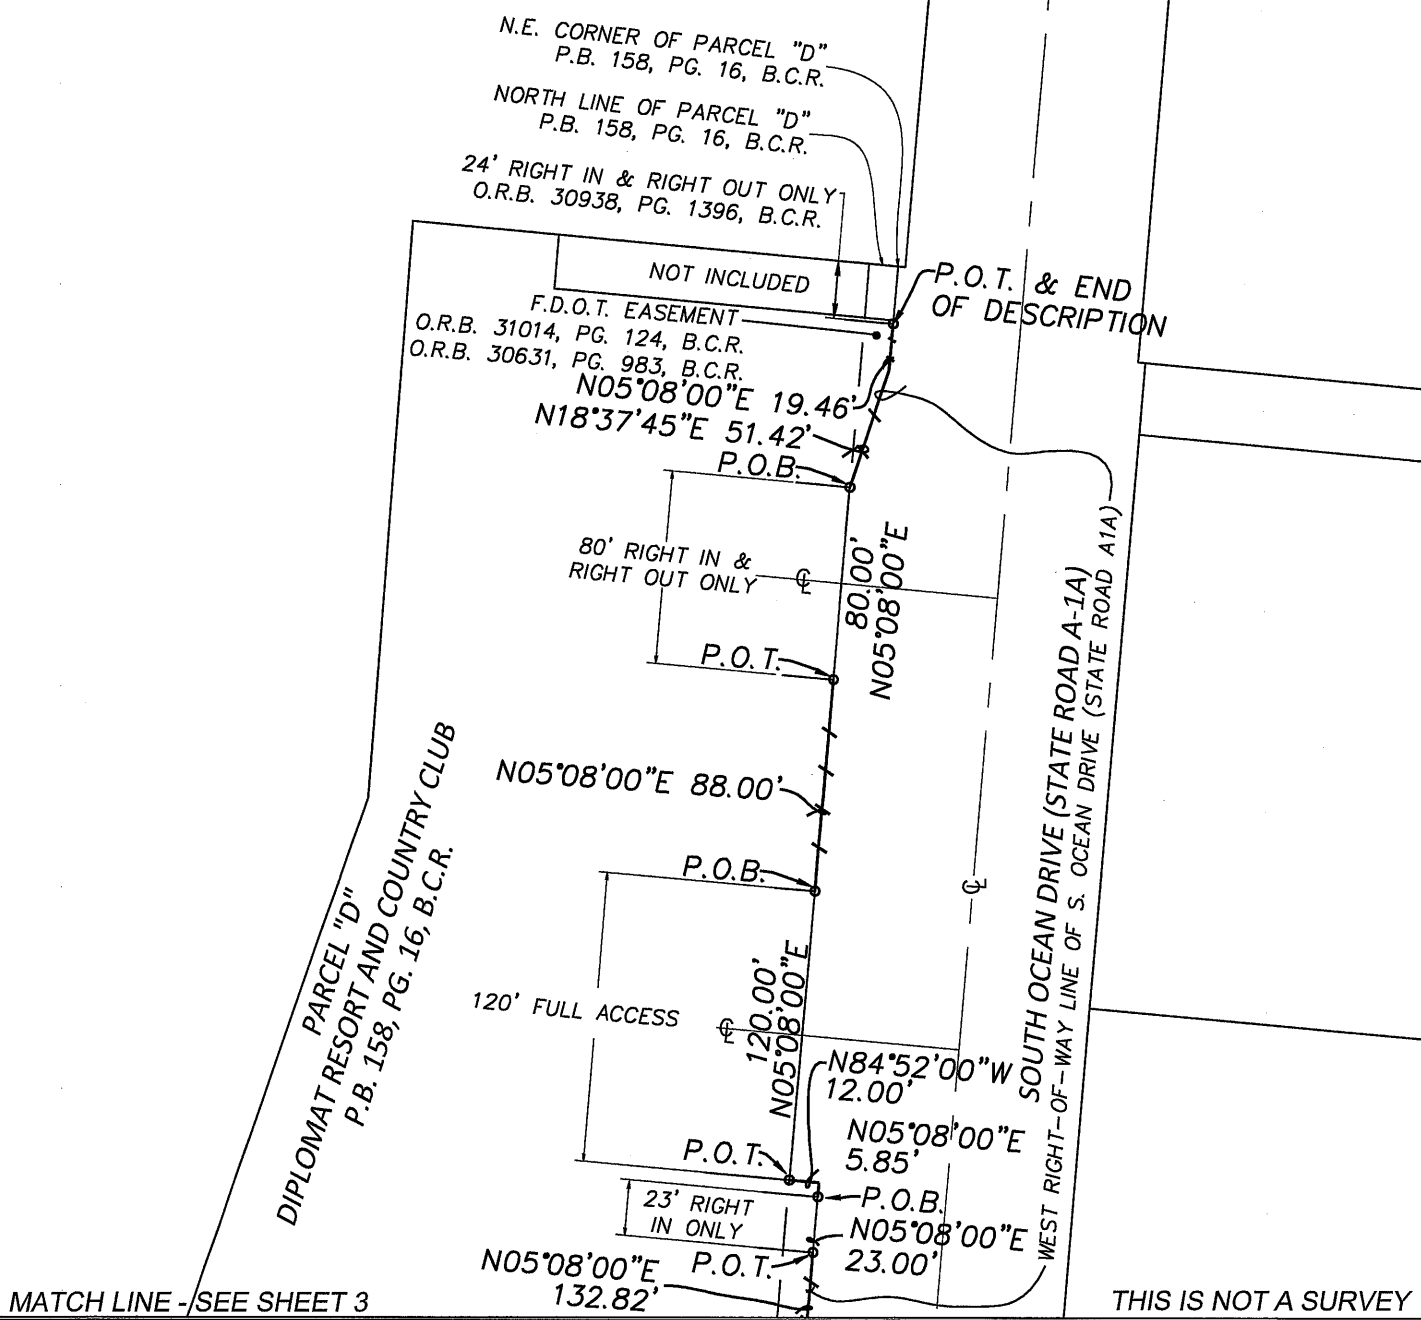 N.E. CORNER OF PARCEL "D"
P.B. 158, PG. 16, B.C.R.
NORTH LINE OF PARCEL "D"
P.B. 158, PG. 16, B.C.R.
24' RIGHT IN & RIGHT OUT ONLY
O.R.B. 30938, PG. 1396, B.C.R.
NOT INCLUDED
P.O.T. & END
OF DESCRIPTION
F.D.O.T. EASEMENT
O.R.B. 31014, PG. 124, B.C.R.
O.R.B. 30631, PG. 983, B.C.R.
N05°08'00"E 19.46'
N18°37'45"E 51.42'
P.O.B.
80' RIGHT IN &
RIGHT OUT ONLY
℄
80.00'
N05°08'00"E
P.O.T.
N05°08'00"E 88.00'
P.O.B.
℄
SOUTH OCEAN DRIVE (STATE ROAD A-1A)
WEST RIGHT-OF-WAY LINE OF S. OCEAN DRIVE (STATE ROAD A1A)
PARCEL "D"
DIPLOMAT RESORT AND COUNTRY CLUB
P.B. 158, PG. 16, B.C.R.
120' FULL ACCESS
℄
120.00'
N05°08'00"E
N84°52'00"W
12.00'
N05°08'00"E
5.85'
P.O.T.
P.O.B.
23' RIGHT
IN ONLY
N05°08'00"E
23.00'
P.O.T.
N05°08'00"E
132.82'
MATCH LINE - SEE SHEET 3
THIS IS NOT A SURVEY